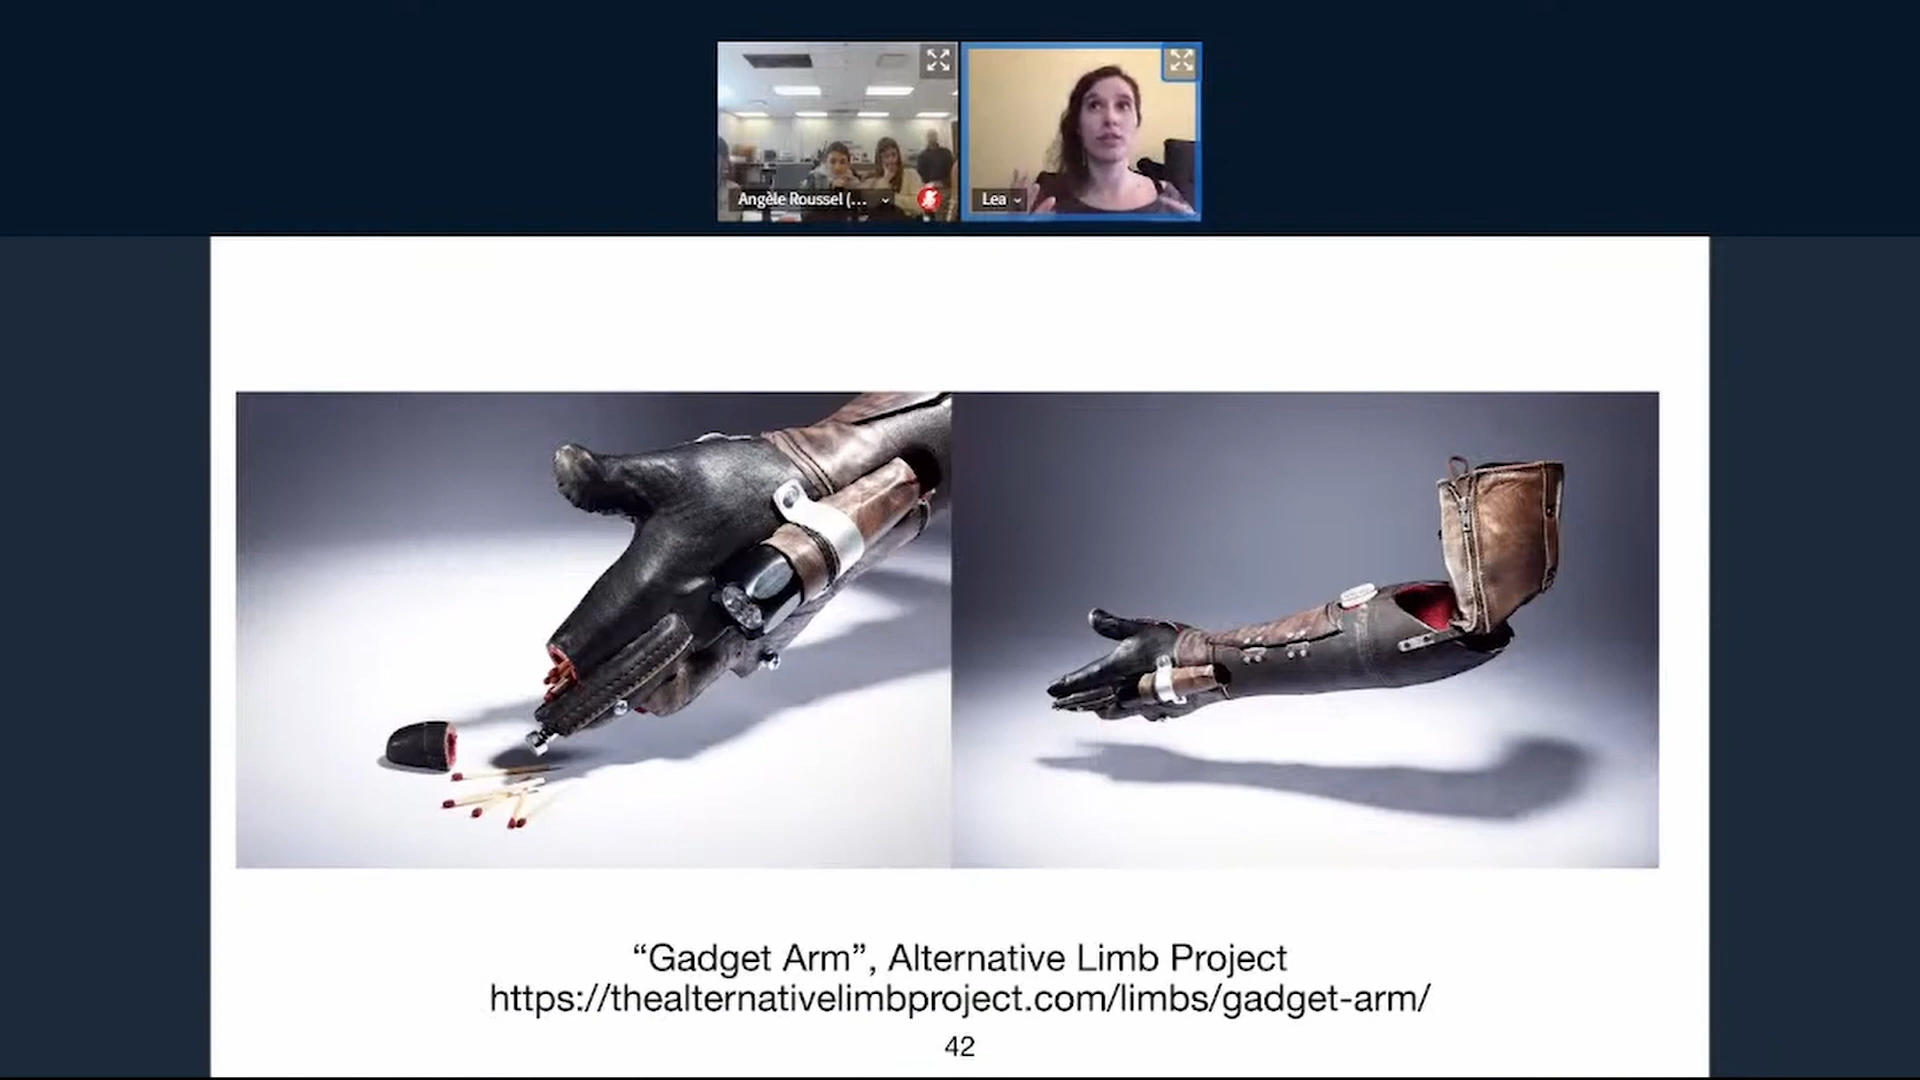 Angèle Roussel (...
Lea
“Gadget Arm”, Alternative Limb Project
https://thealternativelimbproject.com/limbs/gadget-arm/
42